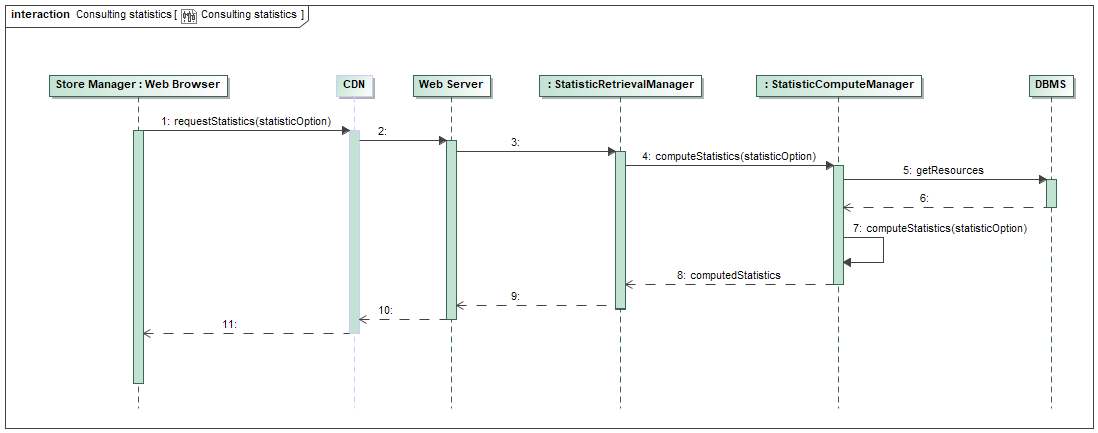 interaction Consulting statistics [ Consulting statistics ]
Store Manager : Web Browser
CDN
Web Server
: StatisticRetrievalManager
: StatisticComputeManager
DBMS
1: requestStatistics(statisticOption)
2:
3:
4: computeStatistics(statisticOption)
5: getResources
6:
7: computeStatistics(statisticOption)
8: computedStatistics
9:
10:
11: